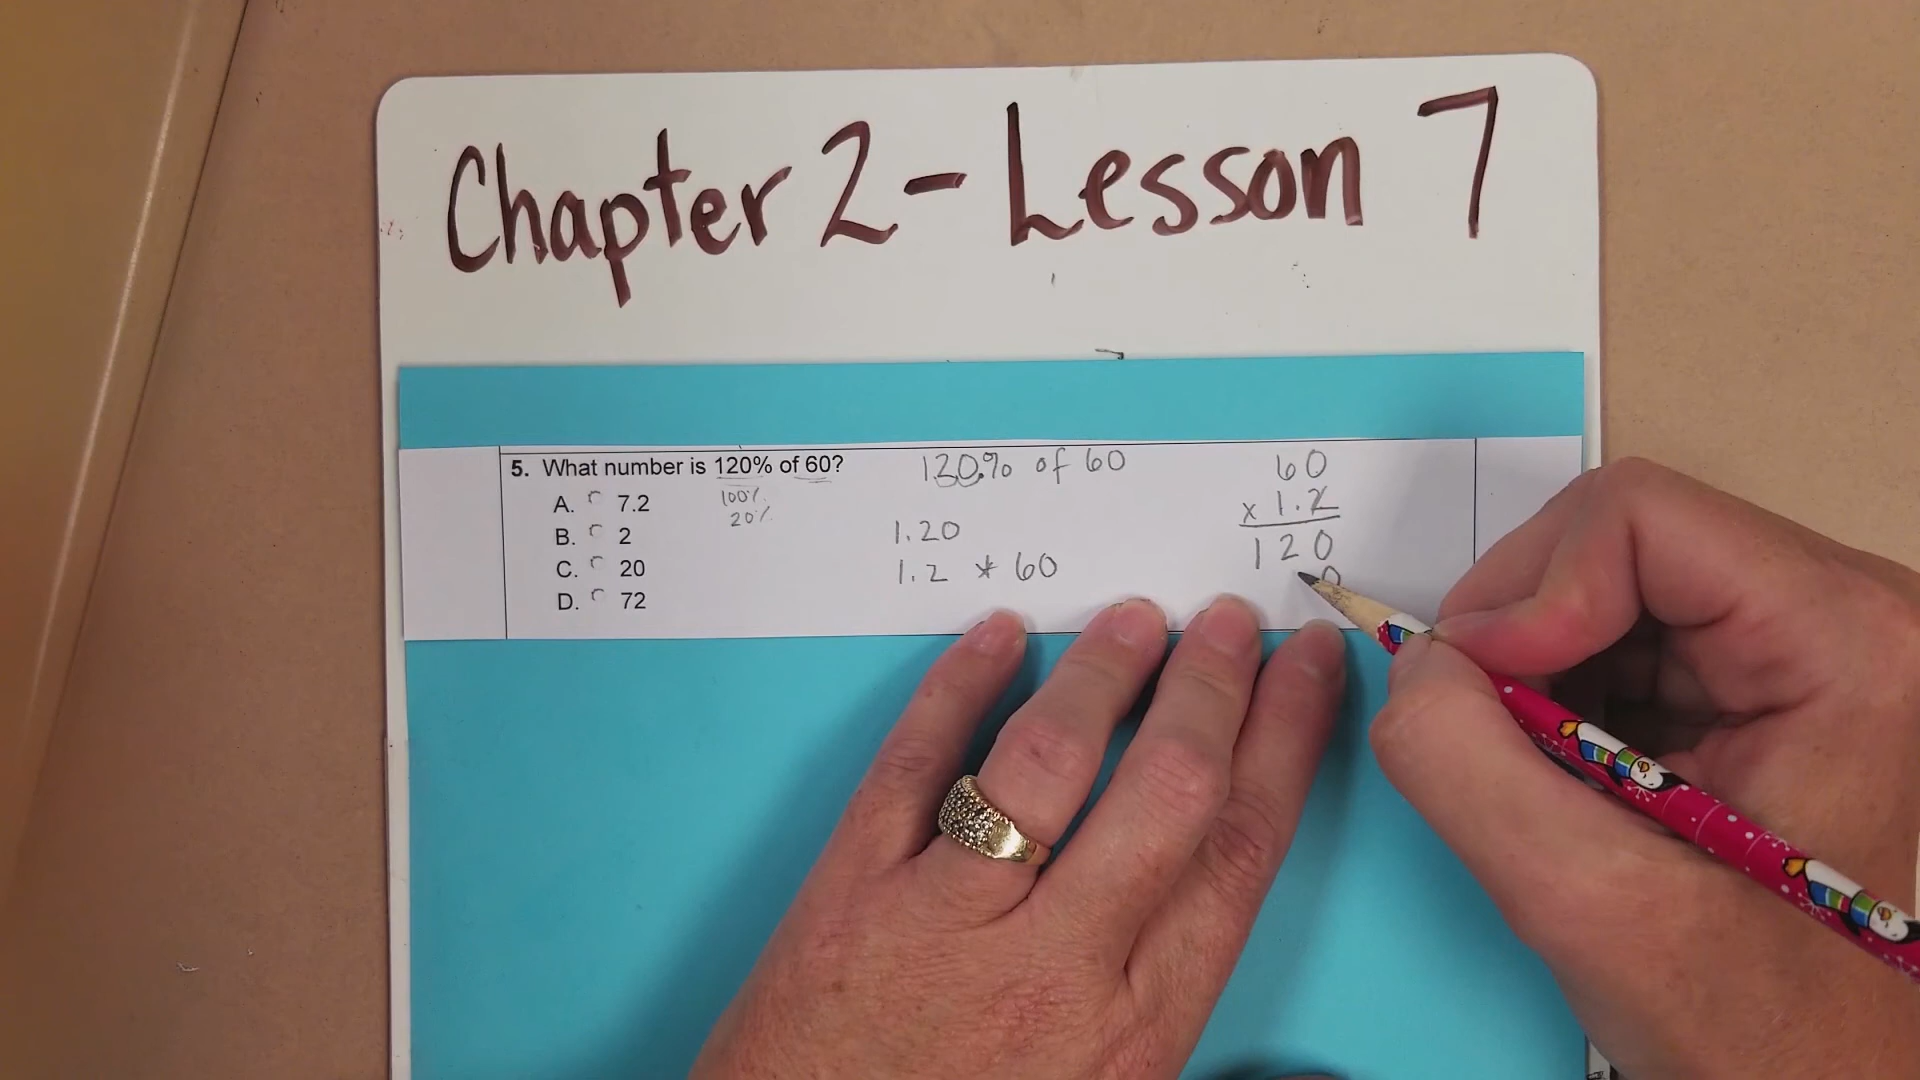 Chapter 2 - Lesson 7
5. What number is 120% of 60?
A. 7.2
B. 2
C. 20
D. 72
100%
20%
120% of 60
1.20
1.2 * 60
60
x 1.2
120
0